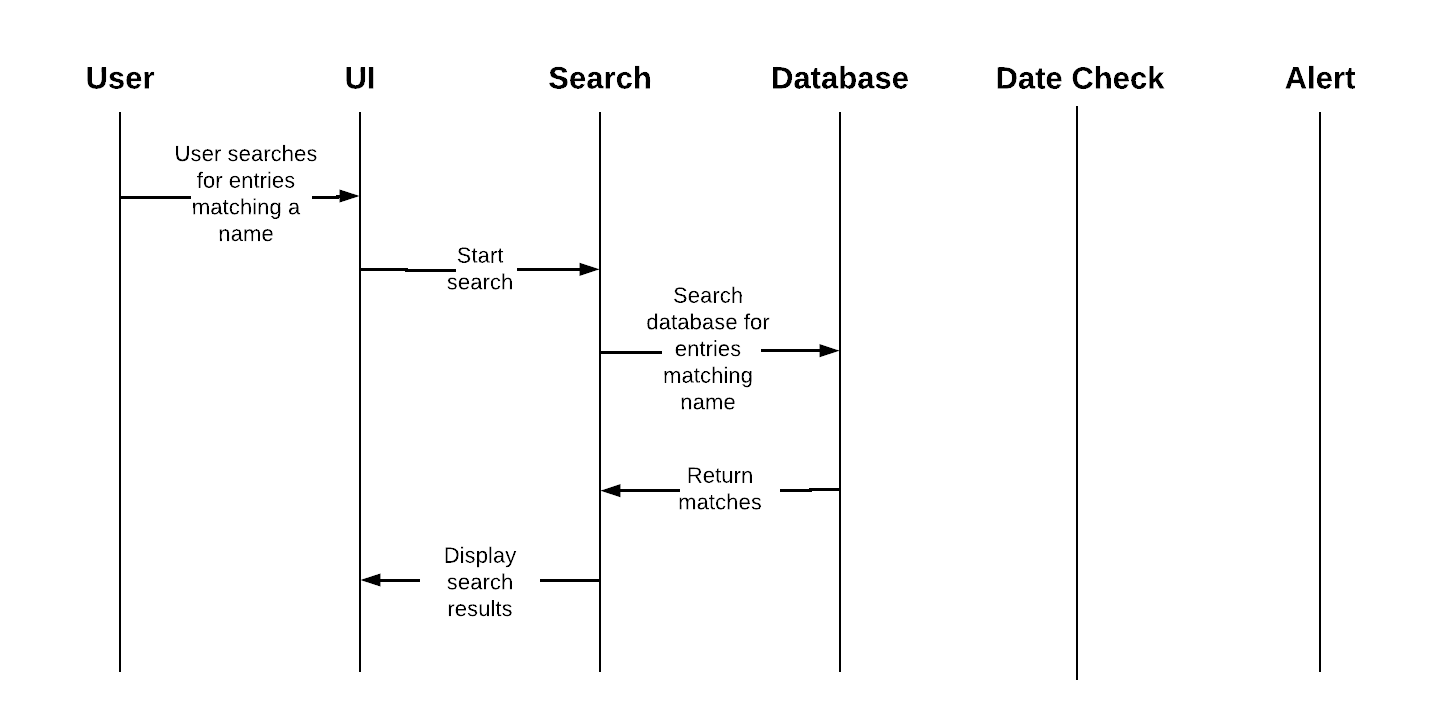 User UI Search Database Date Check Alert
User searches
for entries
matching a
name
Start
search
Search
database for
entries
matching
name
Return
matches
Display
search
results